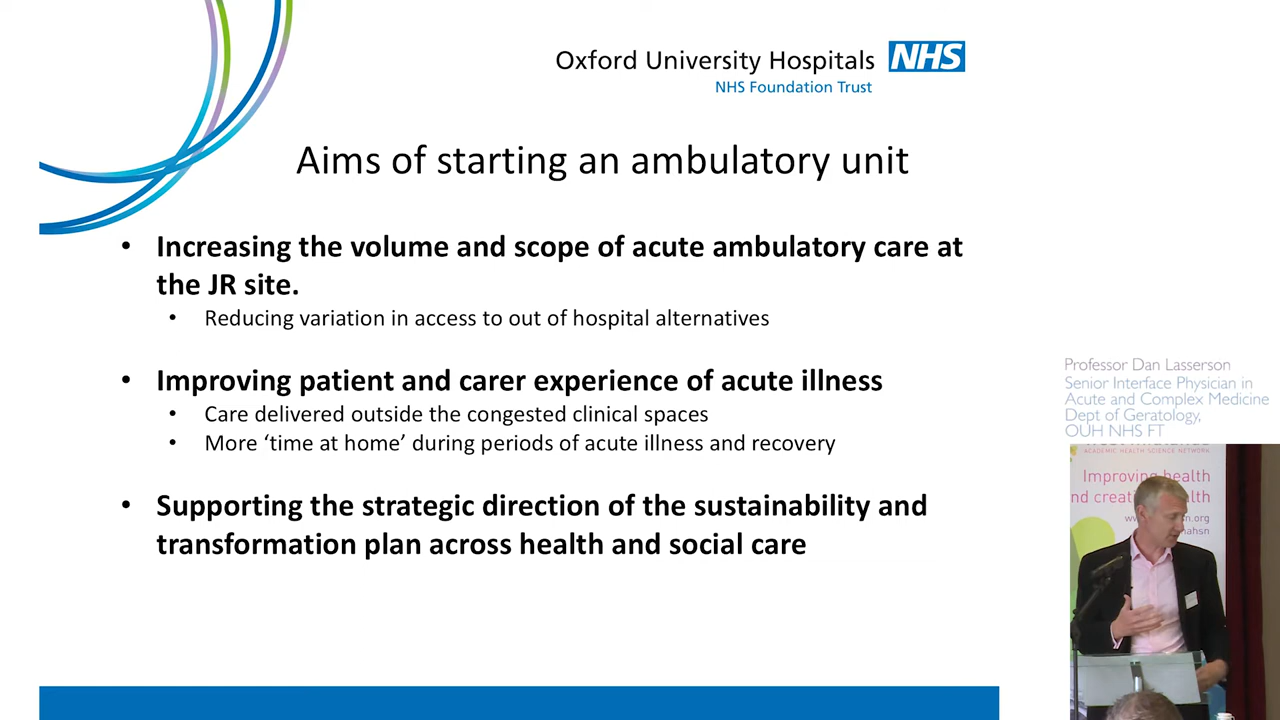 Oxford University Hospitals NHS
NHS Foundation Trust
Aims of starting an ambulatory unit
• Increasing the volume and scope of acute ambulatory care at
the JR site.
• Reducing variation in access to out of hospital alternatives
• Improving patient and carer experience of acute illness
• Care delivered outside the congested clinical spaces
• More ‘time at home’ during periods of acute illness and recovery
• Supporting the strategic direction of the sustainability and
transformation plan across health and social care
Professor Dan Lasserson
Senior Interface Physician in
Acute and Complex Medicine
Dept of Geratology,
OUH NHS FT
ACADEMIC HEALTH SCIENCE NETWORK
Improving health